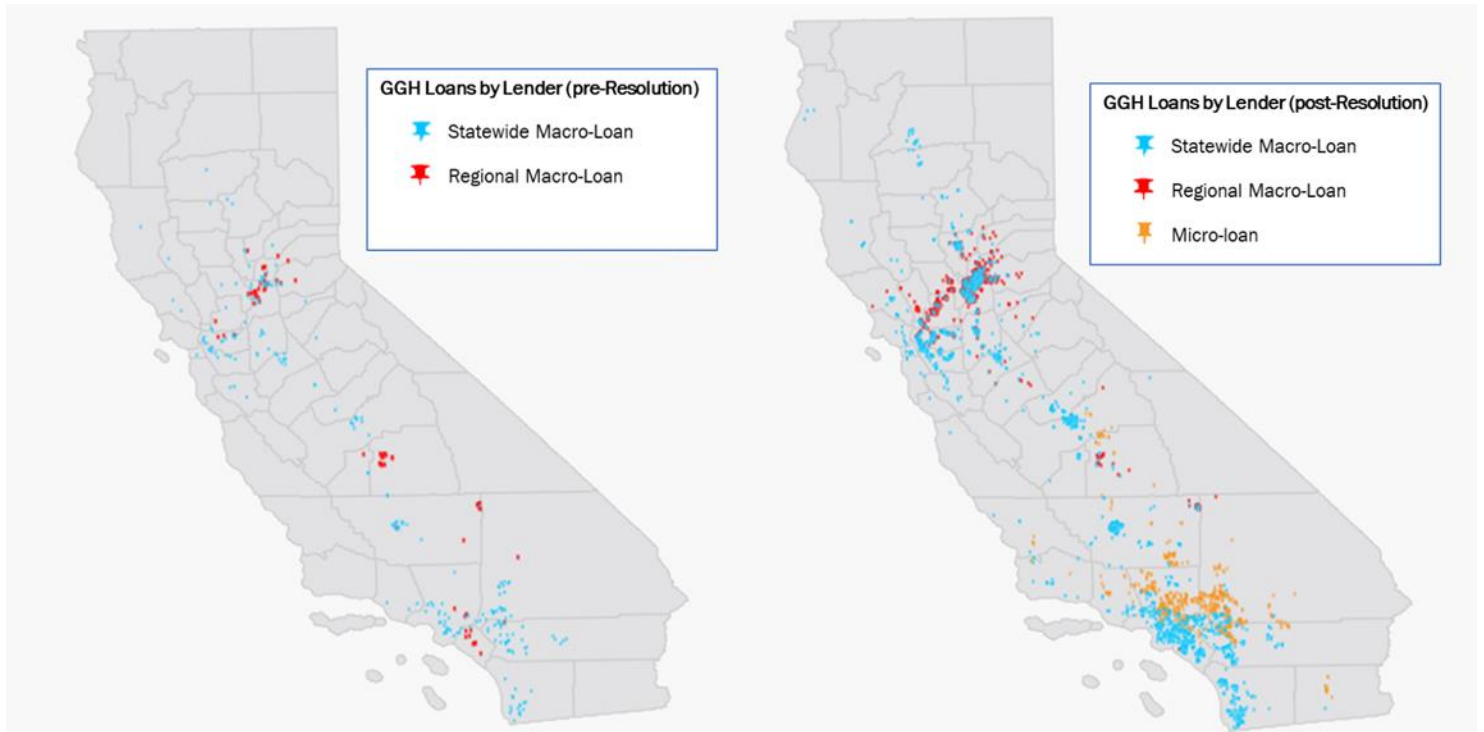 GGH Loans by Lender (pre-Resolution)
Statewide Macro-Loan
Regional Macro-Loan
GGH Loans by Lender (post-Resolution)
Statewide Macro-Loan
Regional Macro-Loan
Micro-loan